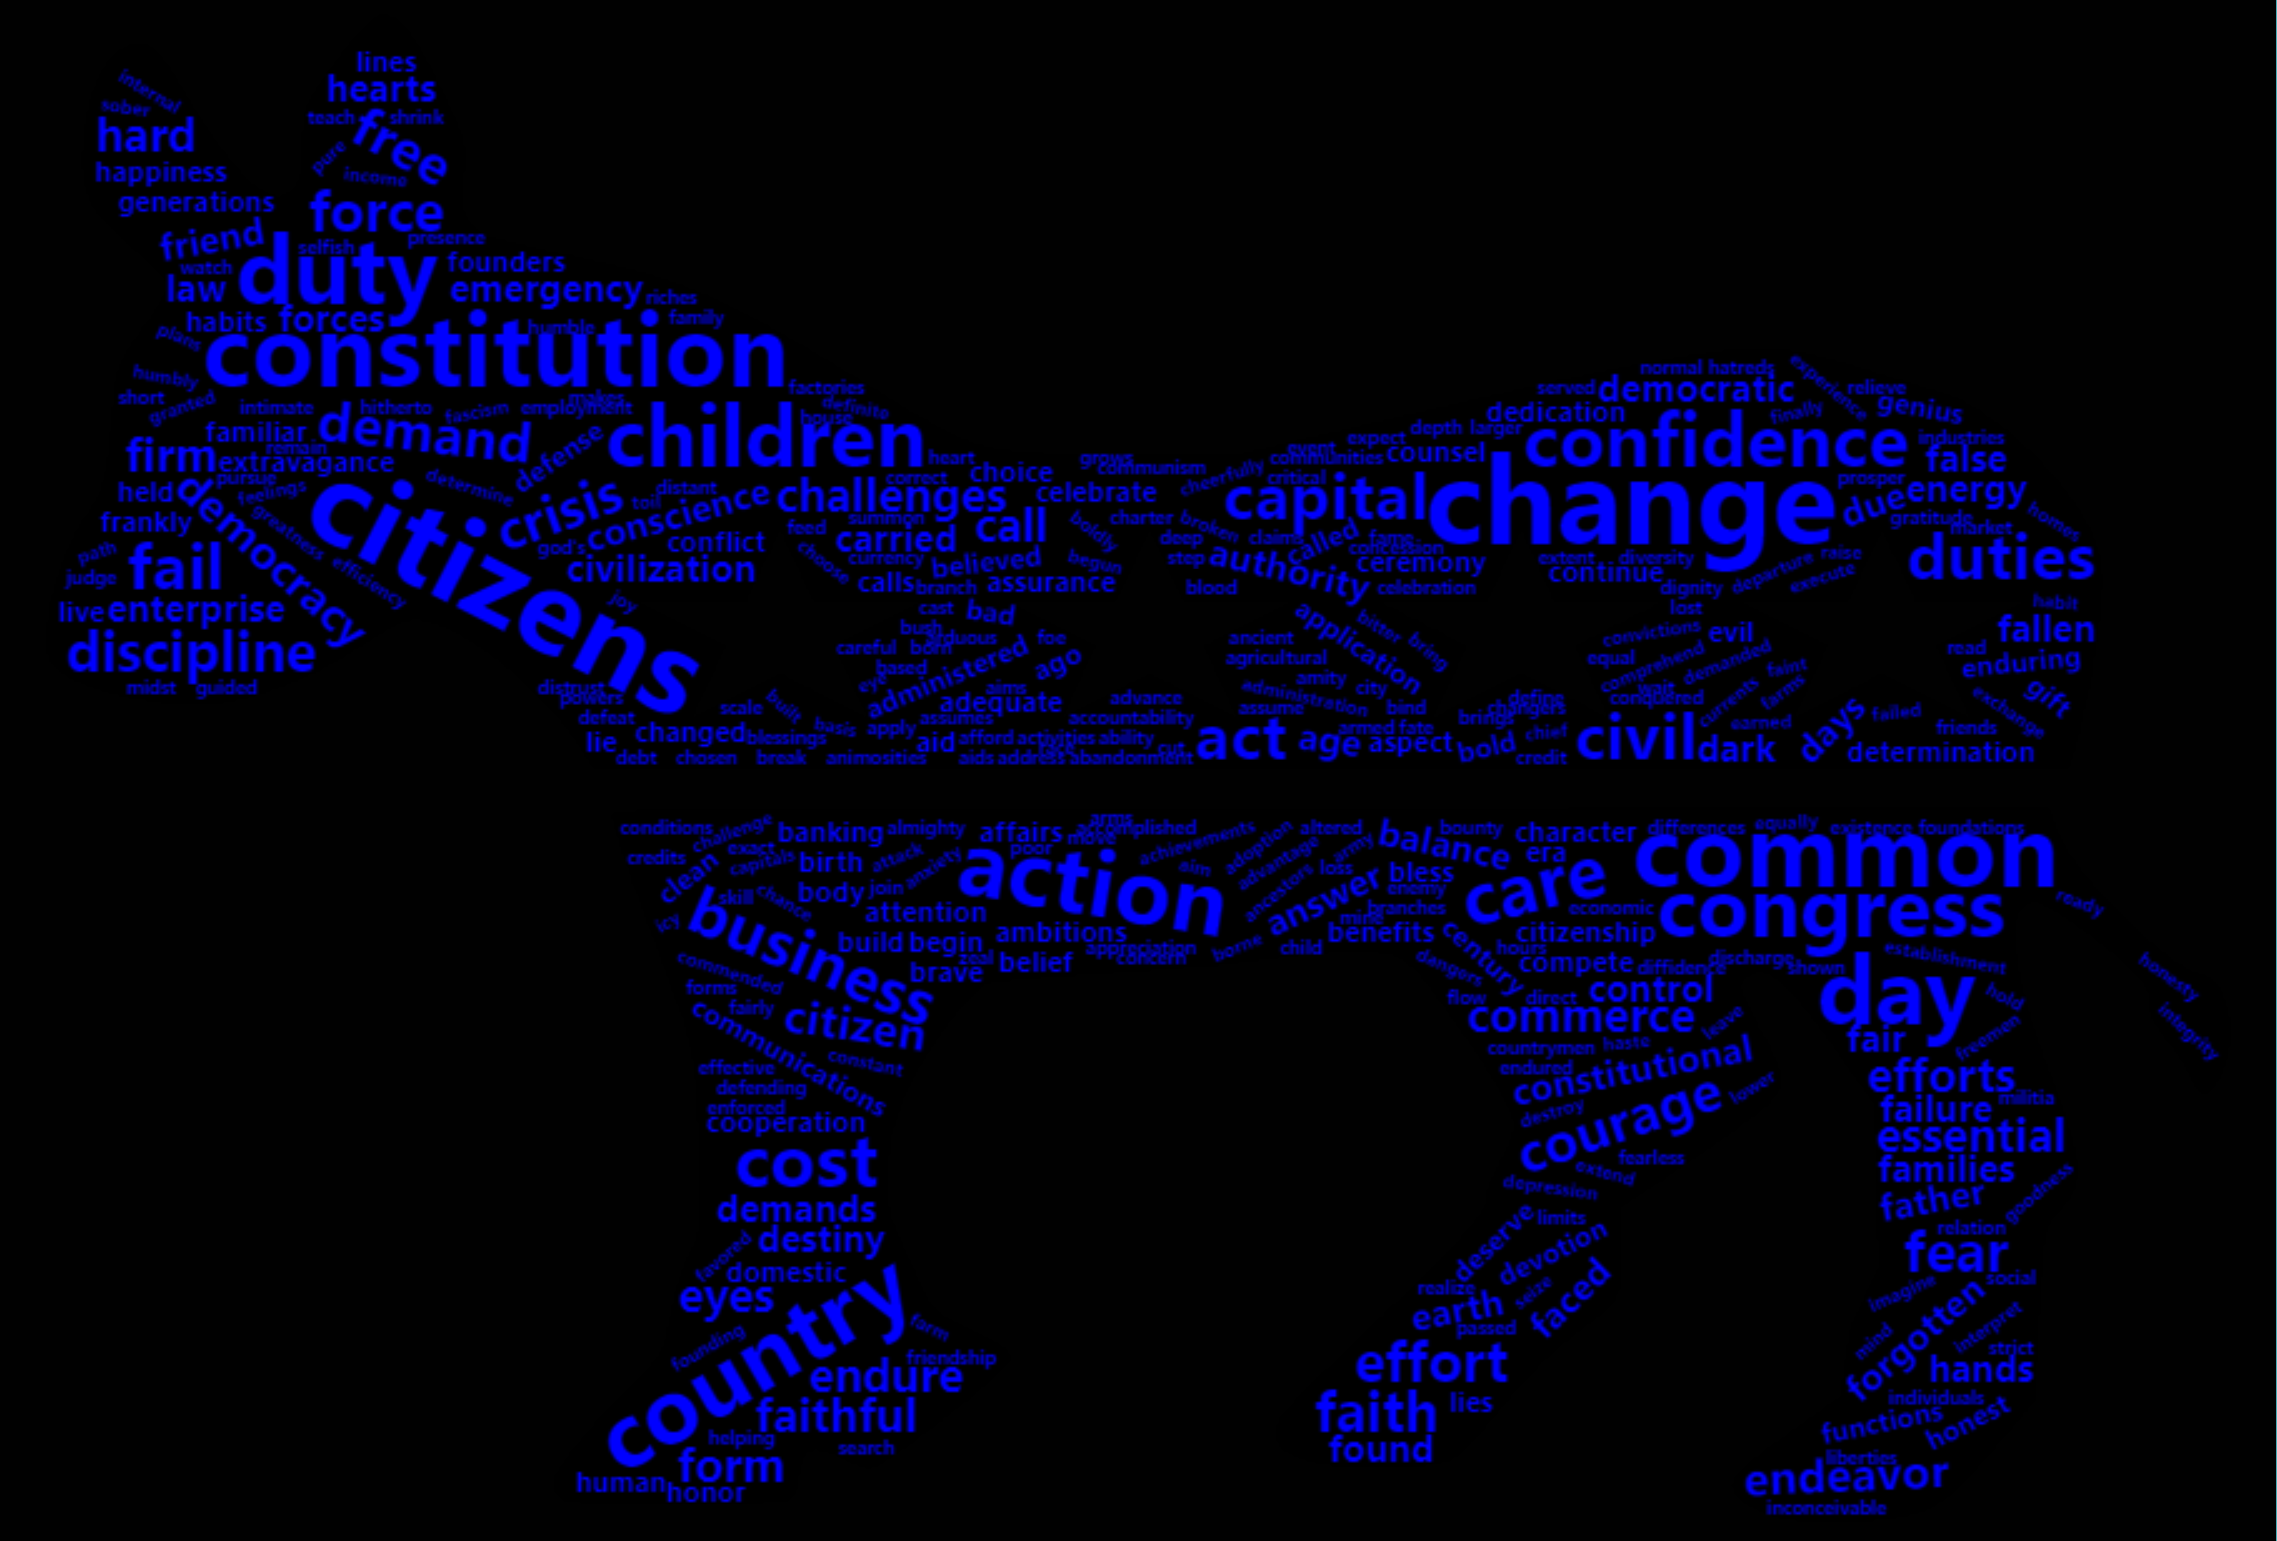 lines
internal
hearts
sober
teach shrink
hard
free
pure
happiness
income
generations
force
friend
selfish presence
watch
duty
founders
law
emergency
riches
habits forces
humble
family
plans
constitution
humbly
factories
short
granted
intimate
hitherto
fascism
employment
makes
definite
house
familiar
demand
defense
children
firm
remain
extravagance
heart
choice
pursue
feelings
determine
correct
held
democracy
greatness
citizens
crisis
toil
distant
conscience
challenges
celebrate
frankly
path
judge
fail
efficiency
god's
conflict
feed
summon
carried
call
boldly
choose
currency
believed
begun
civilization
calls
branch
assurance
live
enterprise
joy
cast
bad
discipline
midst
guided
bush
arduous
foe
careful
born
based
eye
administered
ago
aims
adequate
distrust
powers
defeat
scale
built
lie
changed
blessings
basis
apply
assumes
aid
afford
activities
ability
advance
accountability
cut
debt
chosen
break
animosities
aids
address
abandonment
normal
hatreds
experience
served
democratic
relieve
dedication
finally
genius
depth
larger
expect
event
grows
communism
cheerfully
communities
counsel
confidence
industries
false
critical
capital
change
prosper
due
energy
charter
broken
gratitude
market
homes
deep
claims
called
fame
concession
step
authority
ceremony
extent
diversity
continue
departure
raise
execute
duties
blood
celebration
dignity
lost
habit
application
bitter
bring
convictions
evil
fallen
ancient
agricultural
equal
comprehend
demanded
faint
read
enduring
amity
city
administration
wait
conquered
currents
farms
exchange
gift
assume
bind
define
changers
brings
earned
days
failed
friends
act
age
armed
fate
aspect
bold
chief
credit
civil
dark
determination
conditions
challenge
banking
almighty
affairs
arms
accomplished
move
achievements
adoption
altered
balance
bounty
character
differences
equally
existence
foundations
credits
clean
exact
capitals
birth
attack
anxiety
poor
action
aim
advantage
army
era
common
skill
chance
body
join
ancestors
loss
answer
bless
enemy
care
icy
business
attention
mine
branches
economic
congress
ready
build
begin
ambitions
appreciation
concern
borne
child
benefits
century
hours
citizenship
zeal
brave
belief
dangers
compete
diffidence
discharge
shown
establishment
commended
forms
fairly
flow
direct
control
day
hold
honesty
communications
citizen
commerce
leave
fair
freemen
integrity
constant
countrymen
haste
effective
endured
constitutional
efforts
defending
destroy
lower
militia
enforced
cooperation
courage
failure
essential
cost
extend
fearless
families
depression
father
goodness
demands
deserve
limits
relation
favored
destiny
devotion
fear
domestic
realize
seize
imagine
social
eyes
earth
faced
forgotten
interpret
founding
country
farm
passed
mind
strict
friendship
endure
effort
hands
faithful
faith
lies
individuals
helping
search
found
functions
honest
form
liberties
human
honor
endeavor
inconceivable